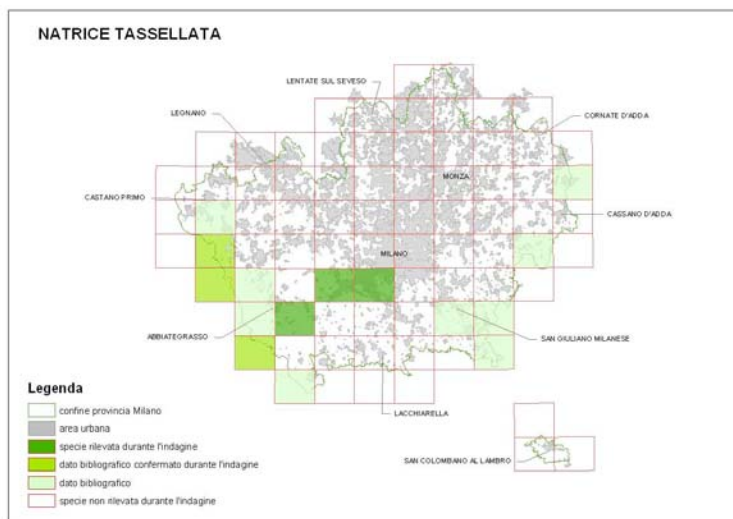 NATRICE TASSELLATA
LENTATE SUL SEVESO
LEGNANO
CORNATE D'ADDA
MONZA
CASTANO PRIMO
CASSANO D'ADDA
MILANO
ABBIATEGRASSO
SAN GIULIANO MILANESE
Legenda
confine provincia Milano
LACCHIARELLA
area urbana
specie rilevata durante l'indagine
dato bibliografico confermato durante l'indagine
SAN COLOMBANO AL LAMBRO
dato bibliografico
specie non rilevata durante l'indagine